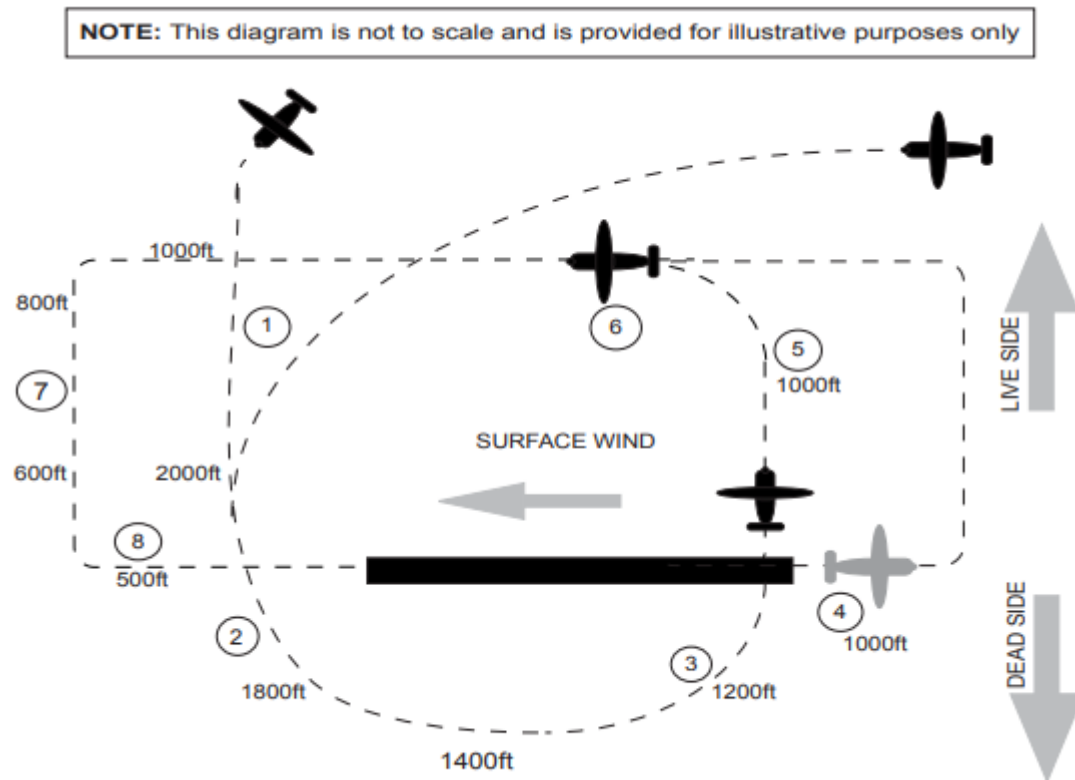 NOTE: This diagram is not to scale and is provided for illustrative purposes only
1000ft
800ft
1
6
5
1000ft
LIVE SIDE
7
600ft
2000ft
SURFACE WIND
8
500ft
4
1000ft
2
1800ft
3
1200ft
DEAD SIDE
1400ft